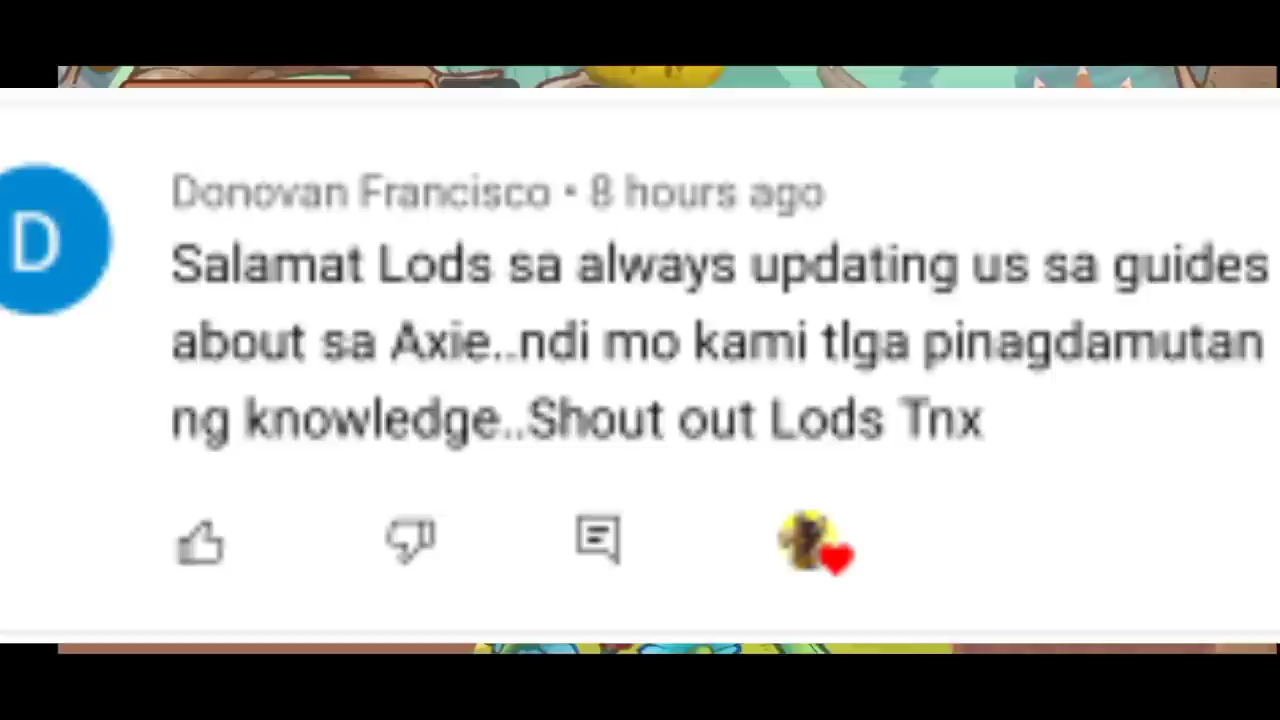 D
Donovan Francisco • 8 hours ago
Salamat Lods sa always updating us sa guides
about sa Axie..ndi mo kami tlga pinagdamutan
ng knowledge..Shout out Lods Tnx